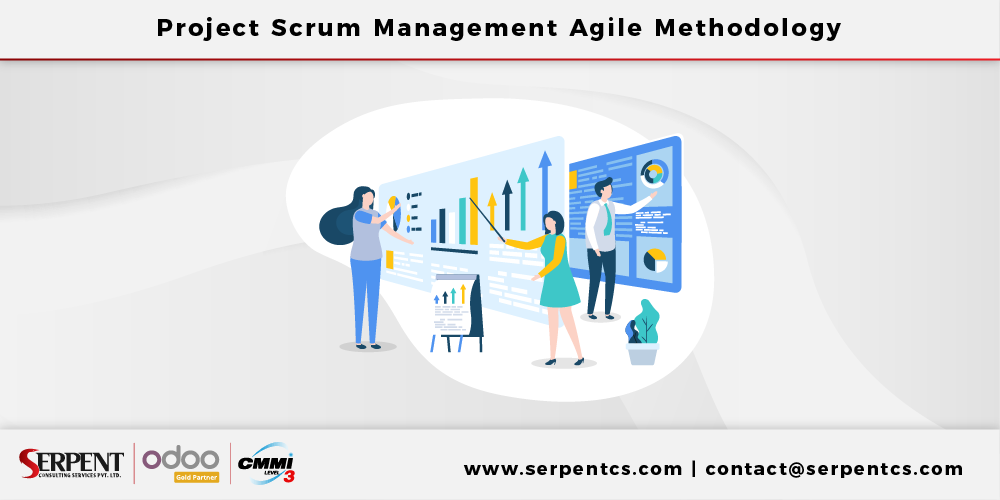 Project Scrum Management Agile Methodology
SERPENT
CONSULTING SERVICES PVT. LTD.
odoo
Gold Partner
CMMI
LEVEL 3
www.serpentcs.com | contact@serpentcs.com